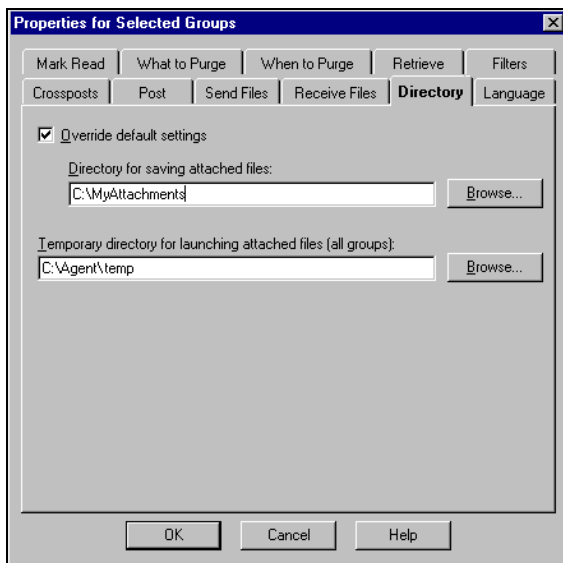 Properties for Selected Groups
Mark Read What to Purge When to Purge Retrieve Filters
Crossposts Post Send Files Receive Files Directory Language
Override default settings
Directory for saving attached files:
C:\MyAttachments Browse...
Temporary directory for launching attached files (all groups):
C:\Agent\temp Browse...
OK Cancel Help